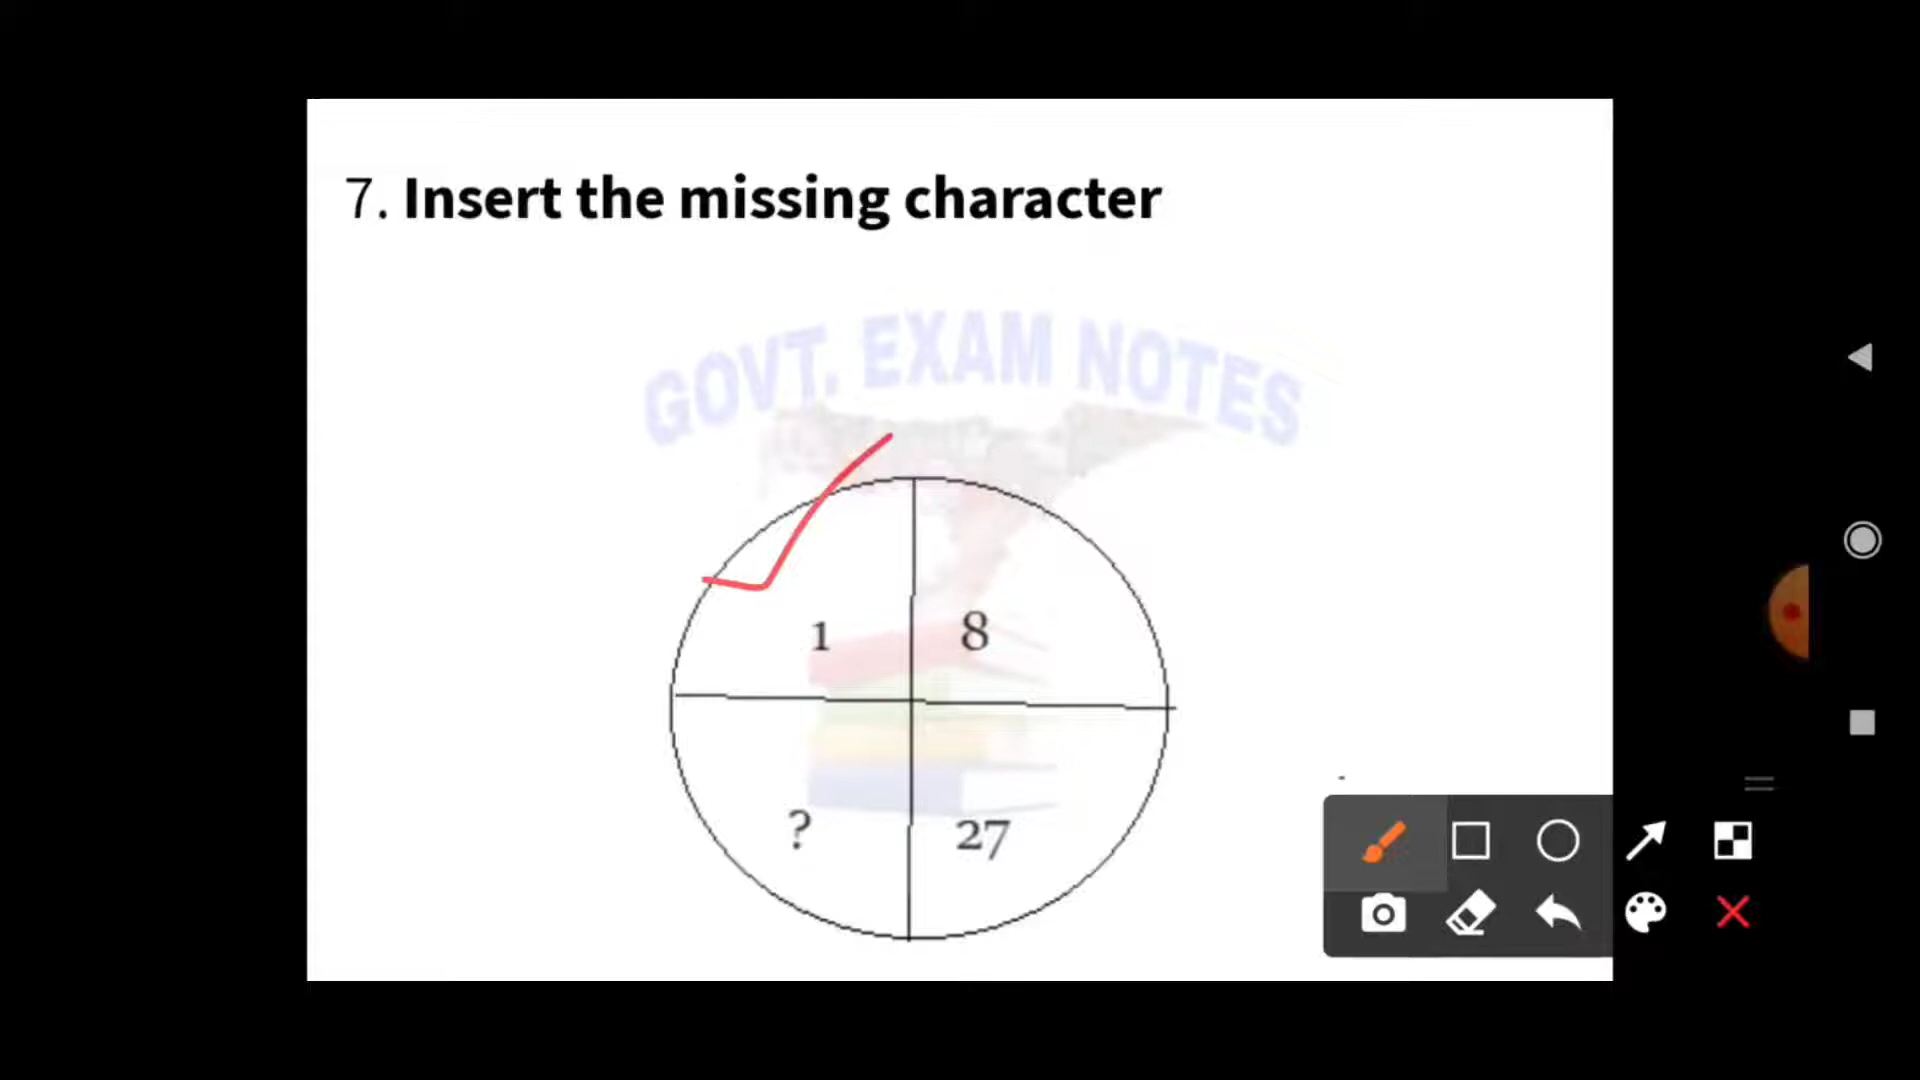 7. Insert the missing character
GOVT. EXAM NOTES
1 8
? 27